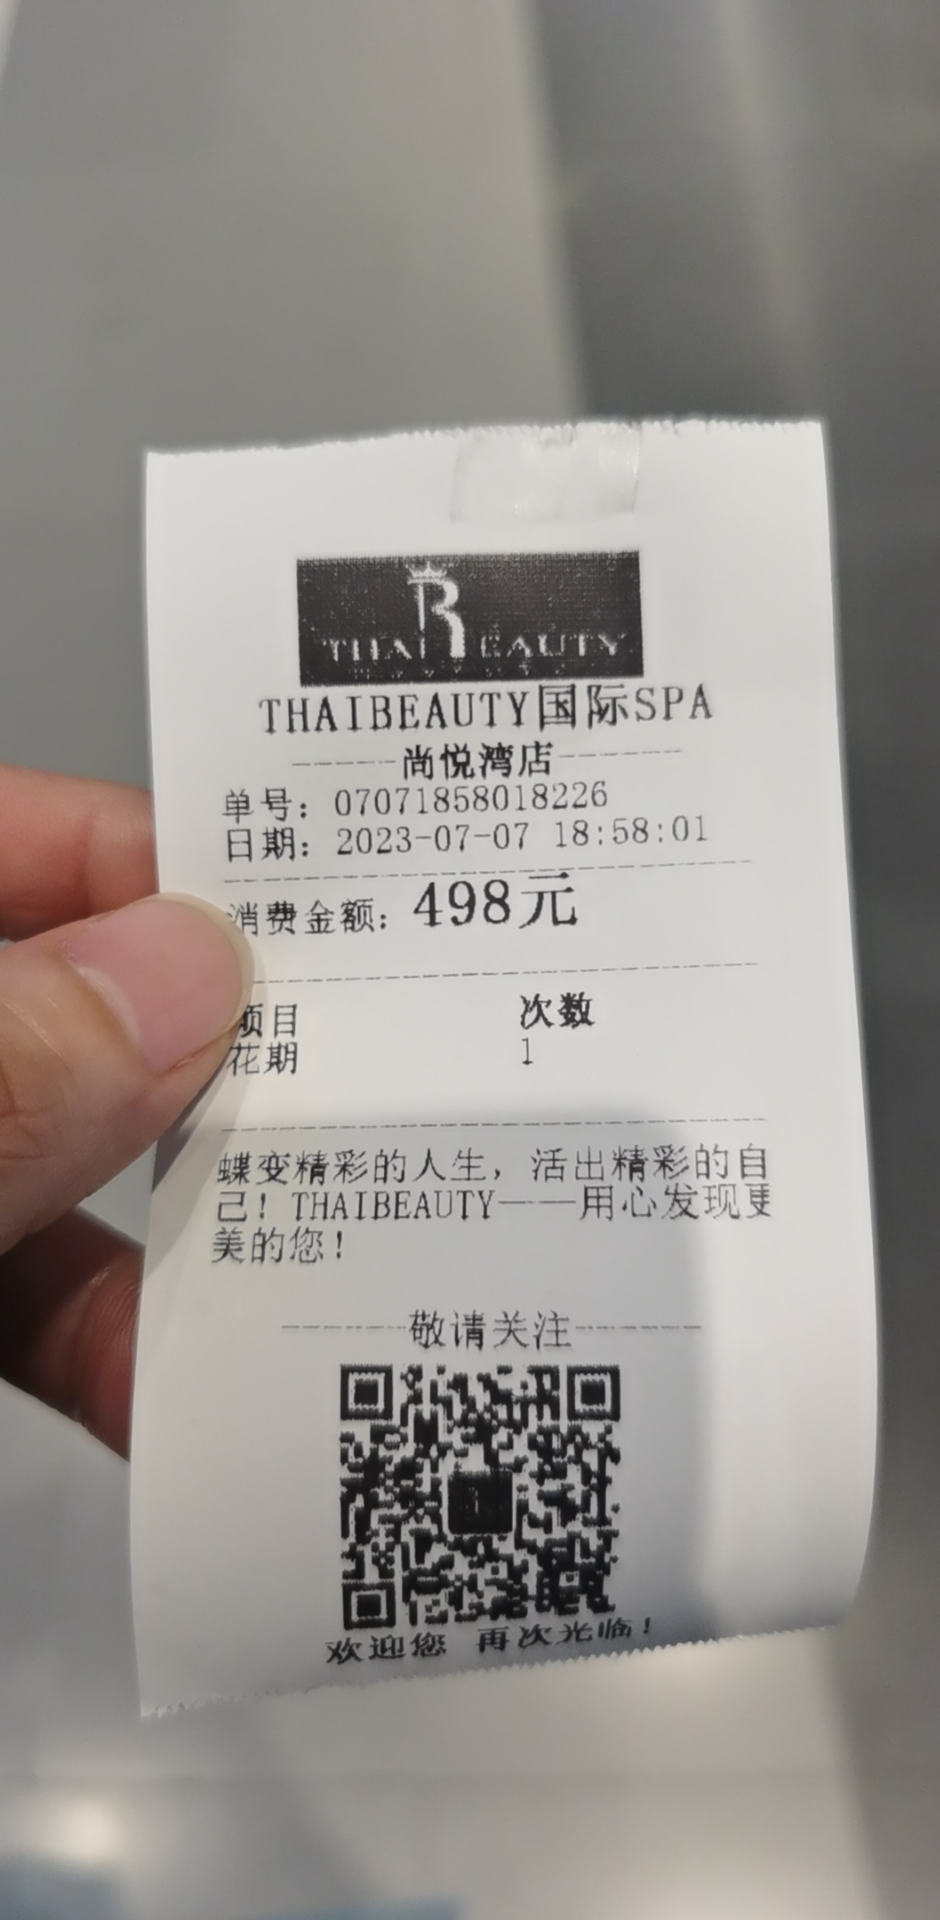 THAI BEAUTY
THAIBEAUTY国际SPA
-----尚悦湾店-----
单号：07071858018226
日期：2023-07-07 18:58:01
消费金额：498元
项目 次数
花期 1
蝶变精彩的人生，活出精彩的自
己！THAIBEAUTY——用心发现更
美的您！
-----敬请关注-----
欢迎您 再次光临！